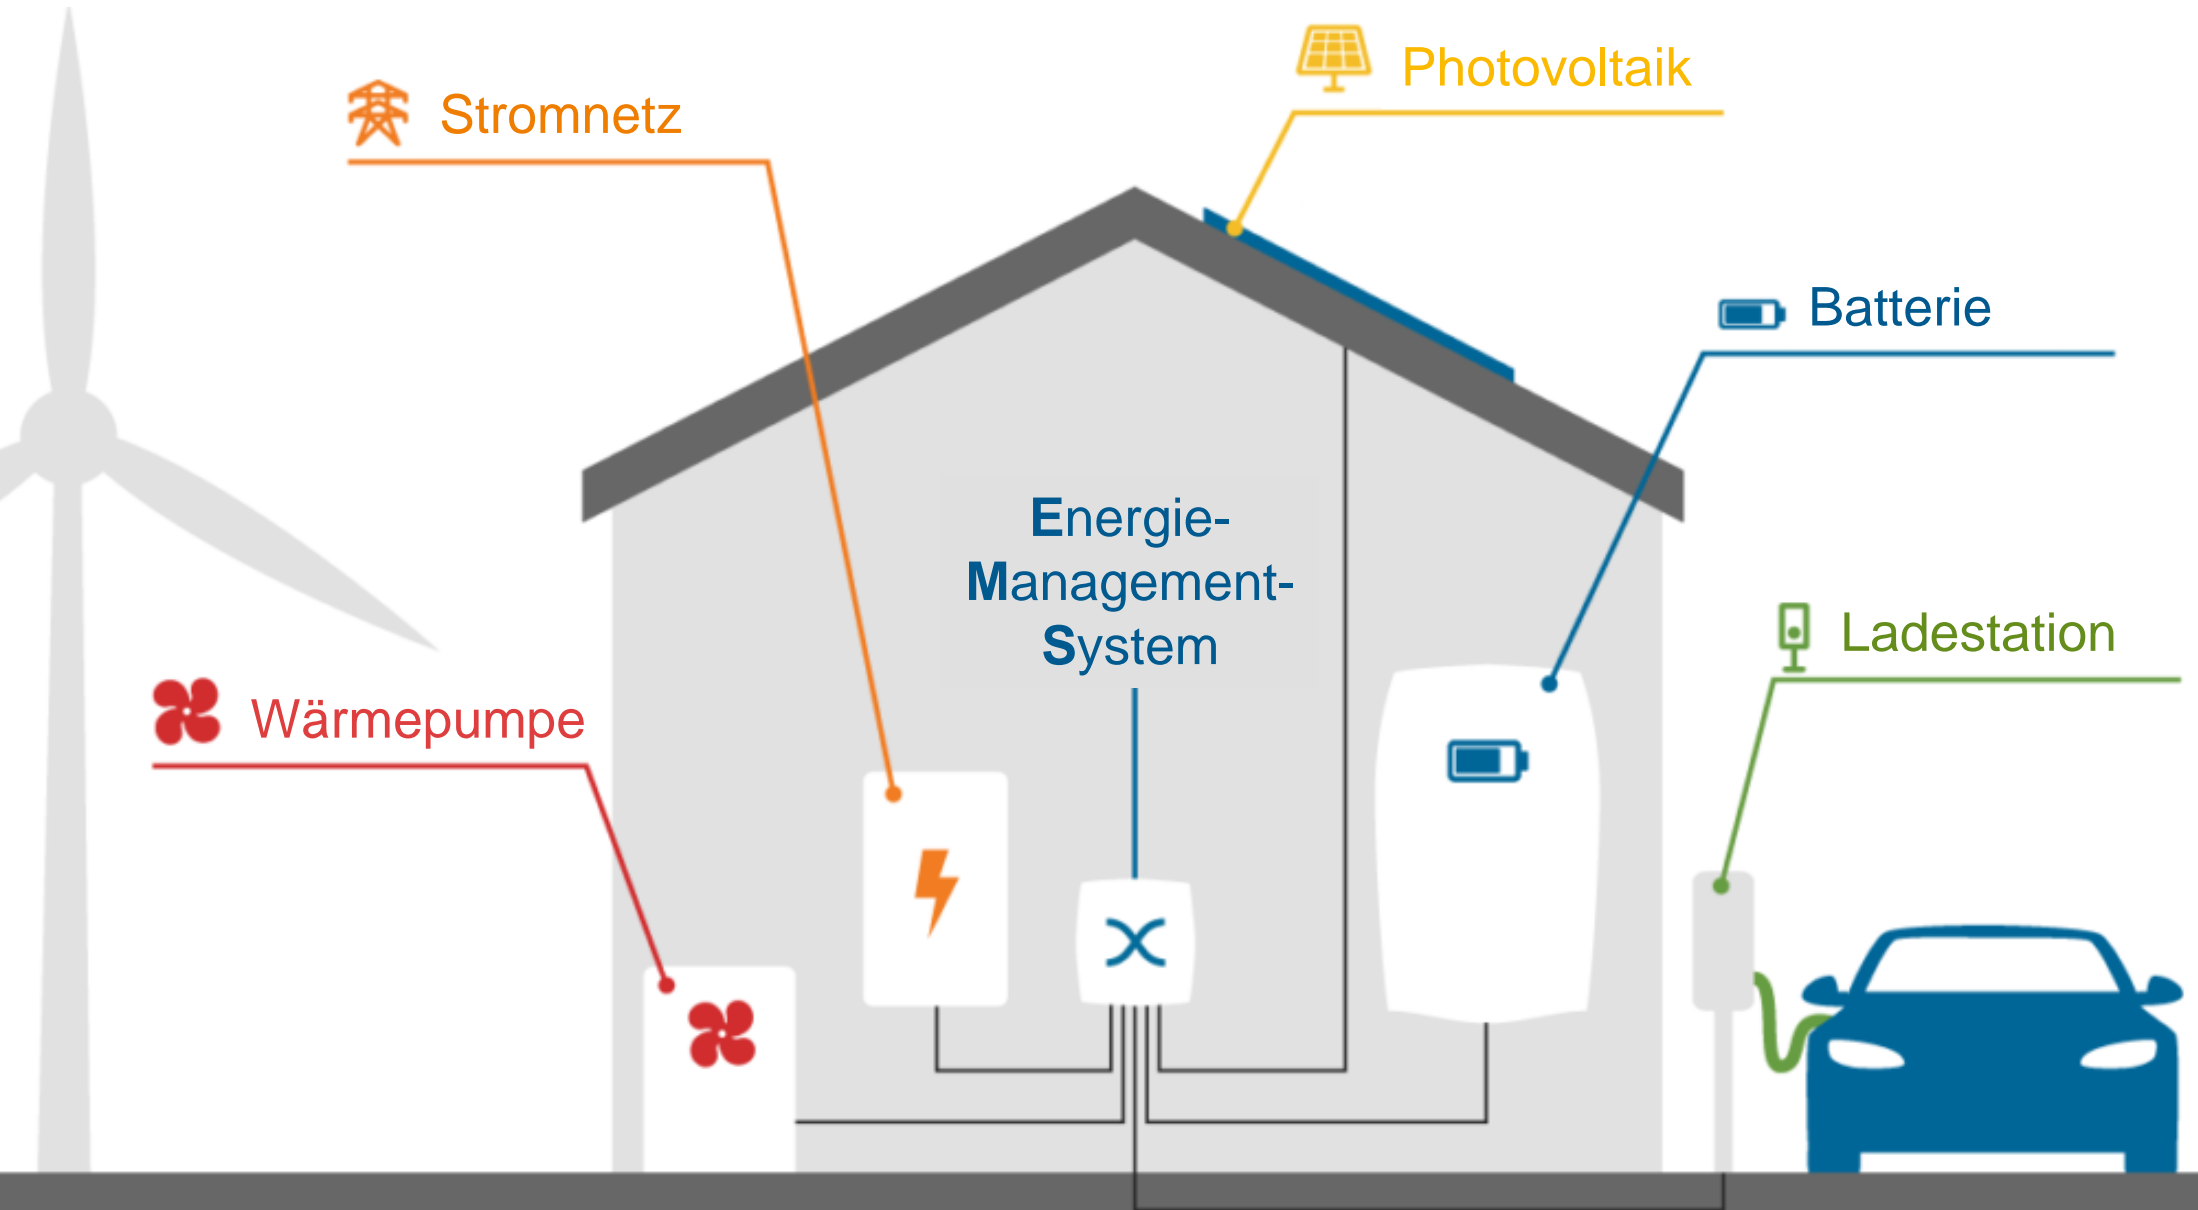 Photovoltaik
Stromnetz
Batterie
Energie-
Management-
System
Ladestation
Wärmepumpe